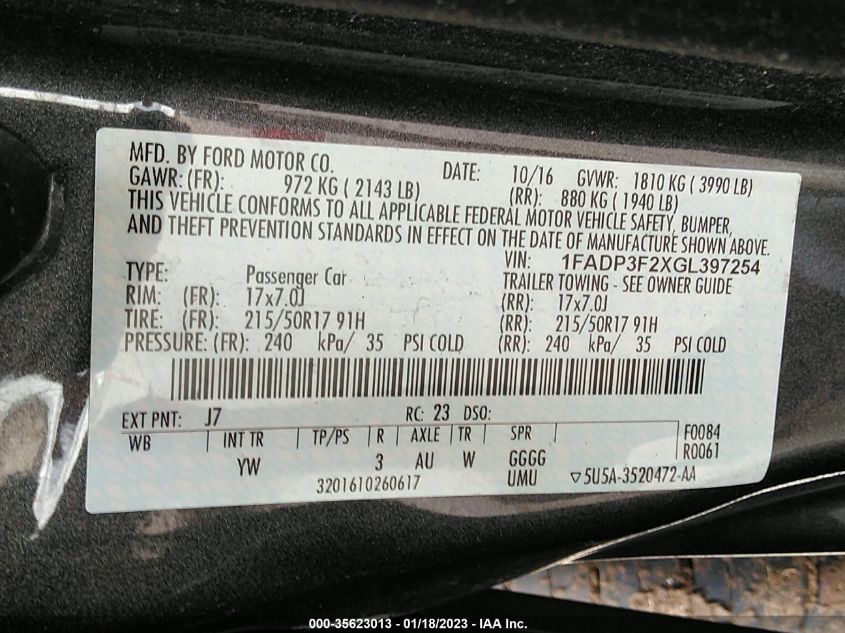 MFD. BY FORD MOTOR CO. DATE: 10/16 GVWR: 1810 KG ( 3990 LB)
GAWR: (FR): 972 KG ( 2143 LB) (RR): 880 KG ( 1940 LB)
THIS VEHICLE CONFORMS TO ALL APPLICABLE FEDERAL MOTOR VEHICLE SAFETY, BUMPER,
AND THEFT PREVENTION STANDARDS IN EFFECT ON THE DATE OF MANUFACTURE SHOWN ABOVE.
VIN: 1FADP3F2XGL397254
TYPE: Passenger Car TRAILER TOWING - SEE OWNER GUIDE
RIM: (FR): 17x7.0J (RR): 17x7.0J
TIRE: (FR): 215/50R17 91H (RR): 215/50R17 91H
PRESSURE: (FR): 240 kPa/ 35 PSI COLD (RR): 240 kPa/ 35 PSI COLD
EXT PNT: J7 RC: 23 DSO:
WB INT TR TP/PS R AXLE TR SPR F0084
YW 3 AU W GGGG R0061
3201610260617 UMU ▽5U5A-3520472-AA
000-35623013 - 01/18/2023 - IAA Inc.